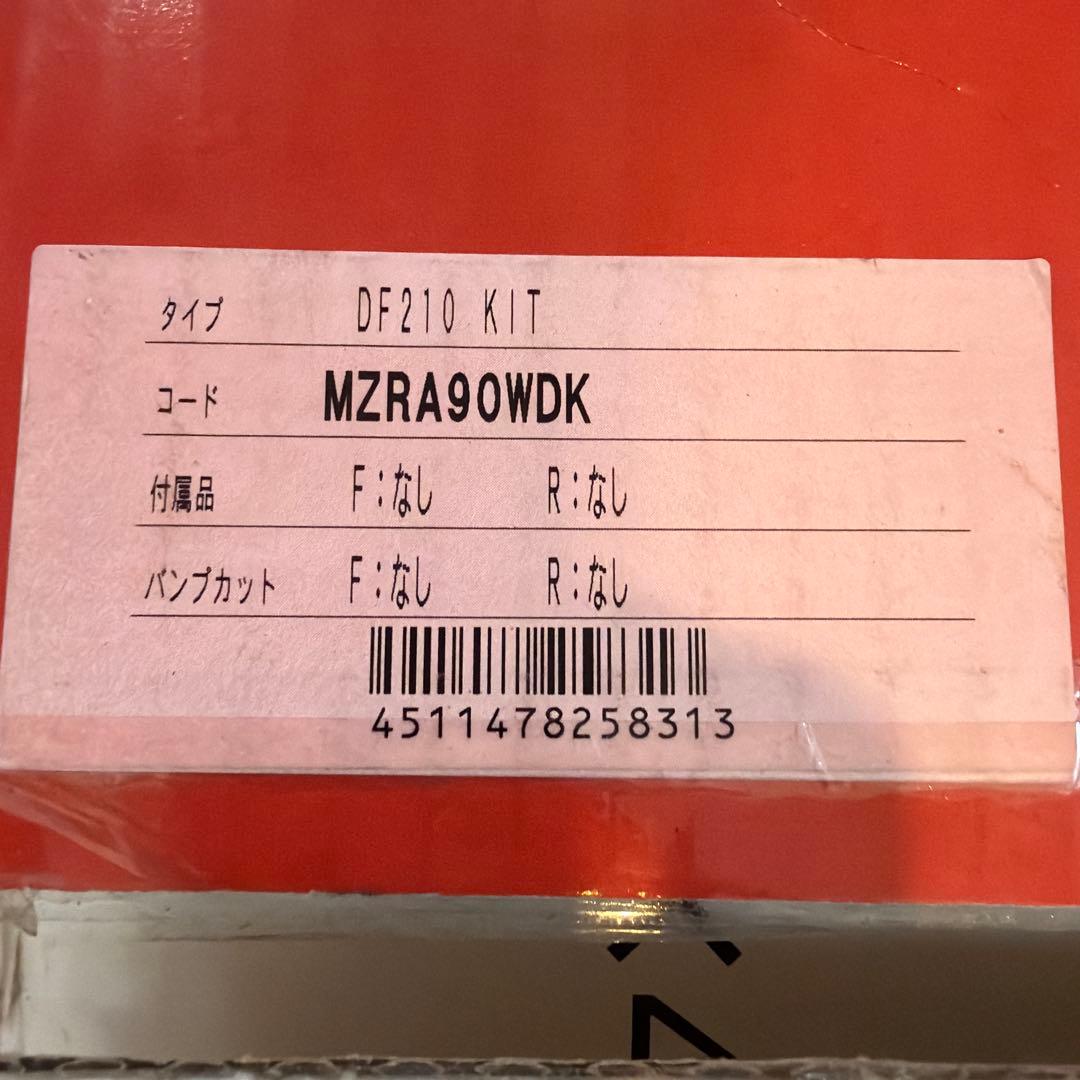 タイプ DF210 KIT
コード MZRA90WDK
付属品 F:なし R:なし
バンプカット F:なし R:なし
4511478258313